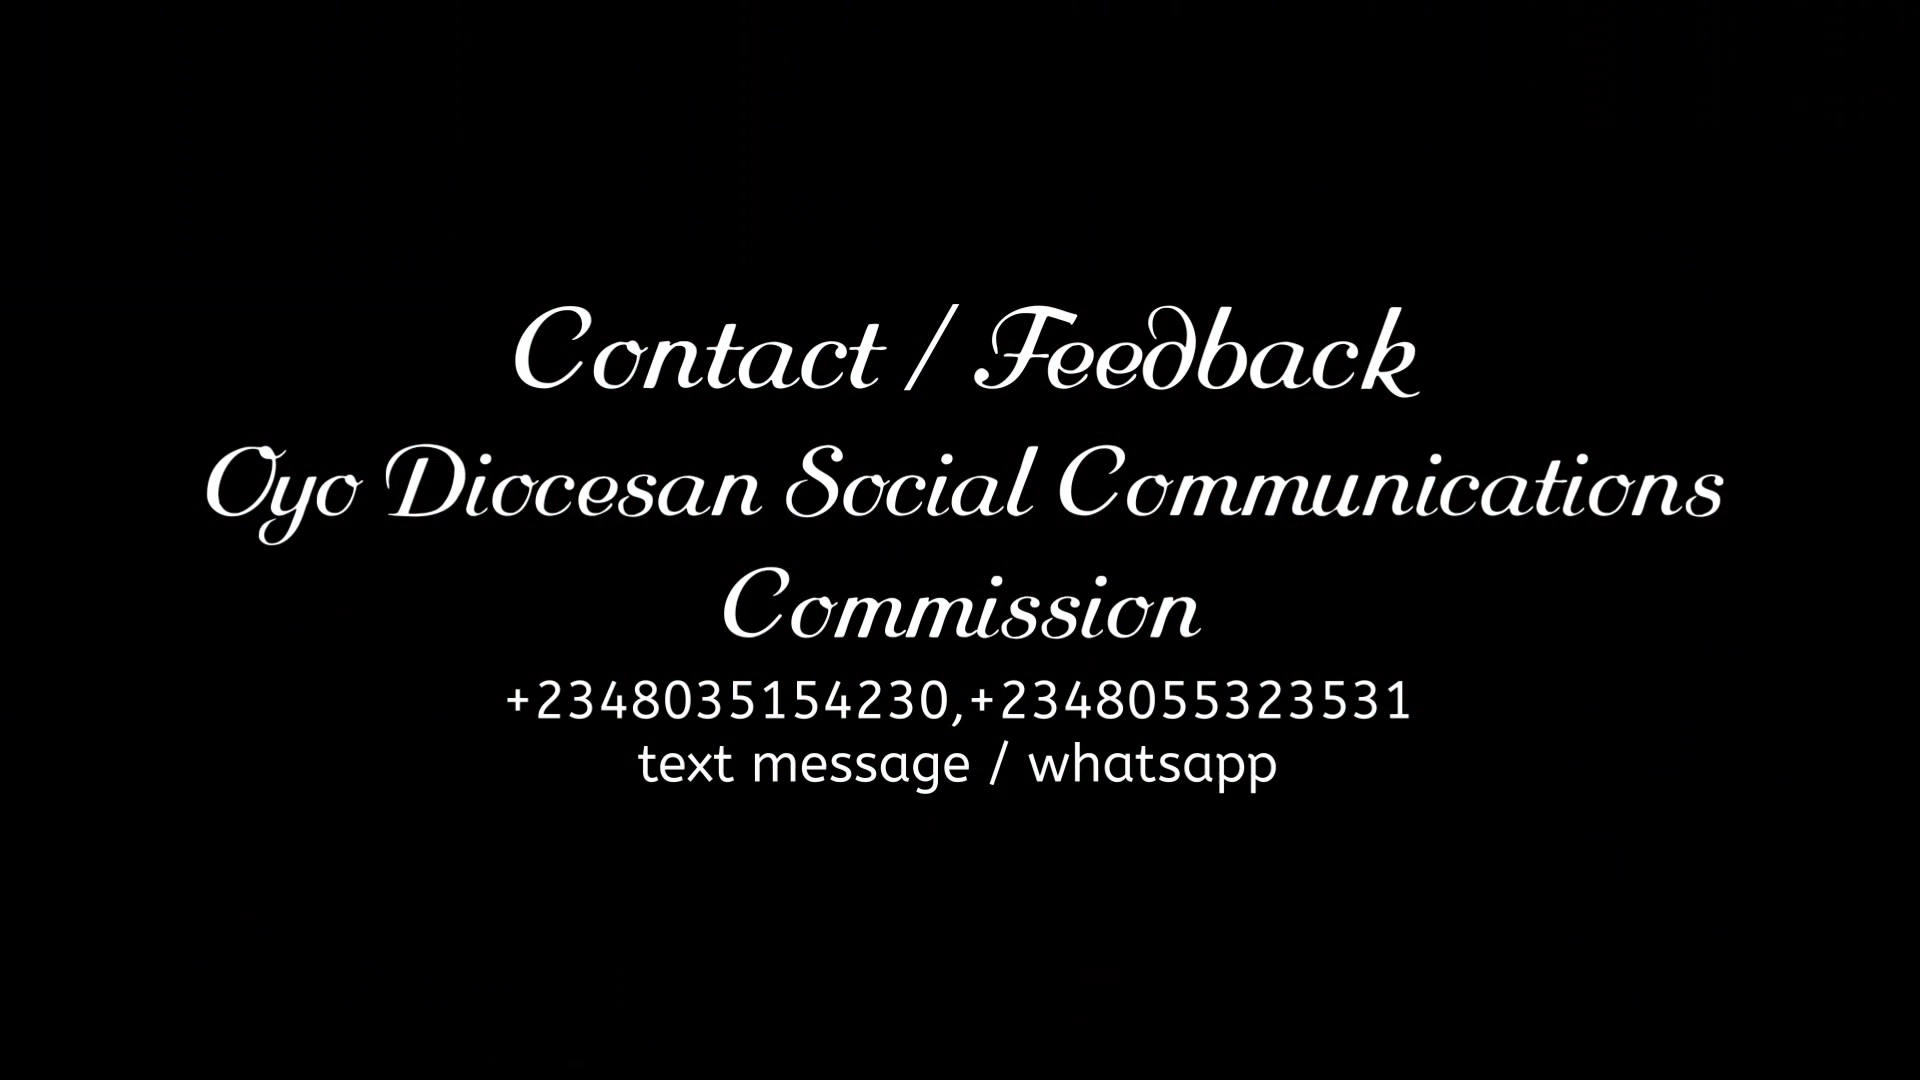 Contact / Feedback
Oyo Diocesan Social Communications
Commission
+2348035154230,+2348055323531
text message / whatsapp